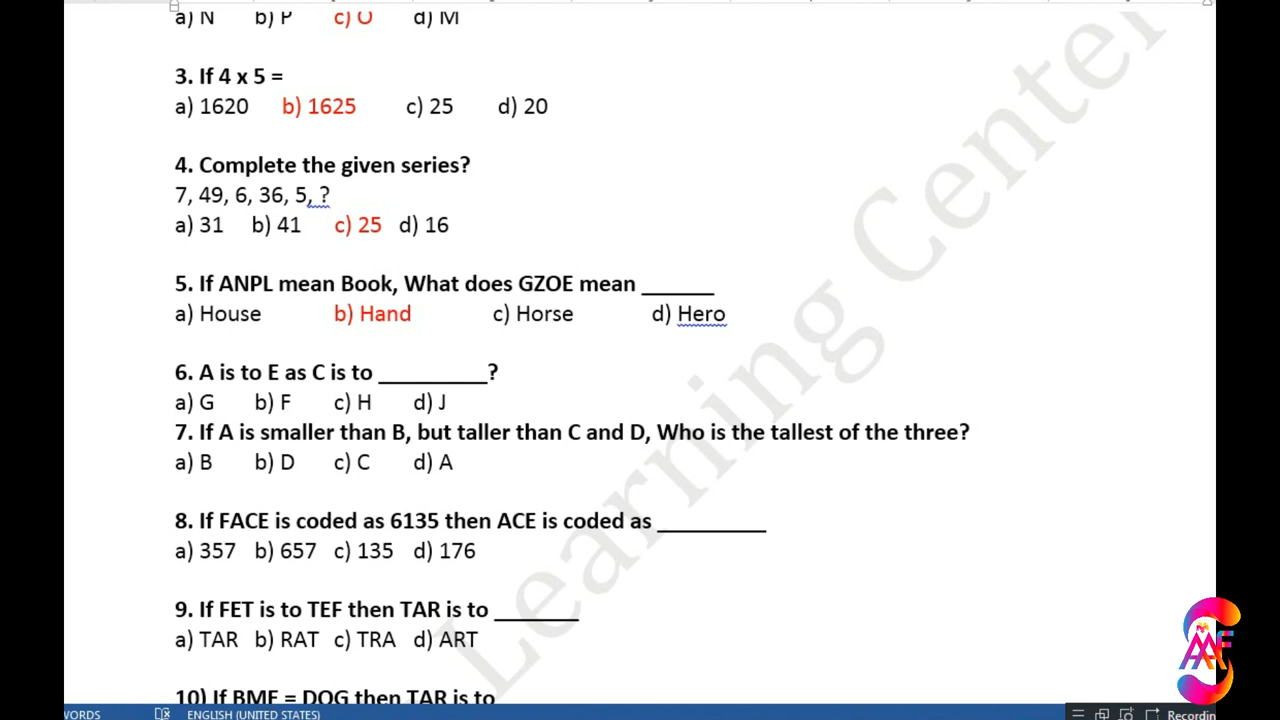 a) N b) P c) O d) M
3. If 4 x 5 =
a) 1620 b) 1625 c) 25 d) 20
4. Complete the given series?
7, 49, 6, 36, 5, ?
a) 31 b) 41 c) 25 d) 16
5. If ANPL mean Book, What does GZOE mean ______
a) House b) Hand c) Horse d) Hero
6. A is to E as C is to _________?
a) G b) F c) H d) J
7. If A is smaller than B, but taller than C and D, Who is the tallest of the three?
a) B b) D c) C d) A
8. If FACE is coded as 6135 then ACE is coded as _________
a) 357 b) 657 c) 135 d) 176
9. If FET is to TEF then TAR is to _______
a) TAR b) RAT c) TRA d) ART
10) If BMF = DOG then TAR is to
Learning Center
WORDS ENGLISH (UNITED STATES) Recordin